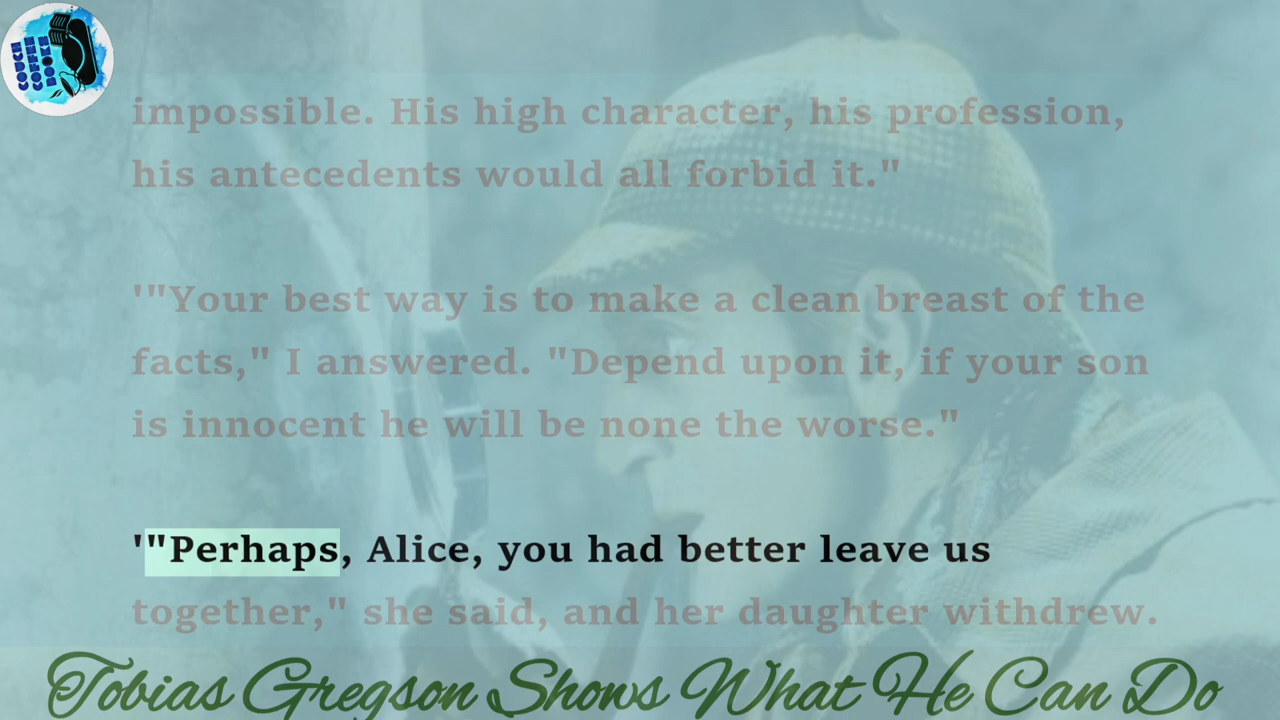 impossible. His high character, his profession,
his antecedents would all forbid it."
'"Your best way is to make a clean breast of the
facts," I answered. "Depend upon it, if your son
is innocent he will be none the worse."
'"Perhaps, Alice, you had better leave us
together," she said, and her daughter withdrew.
Tobias Gregson Shows What He Can Do